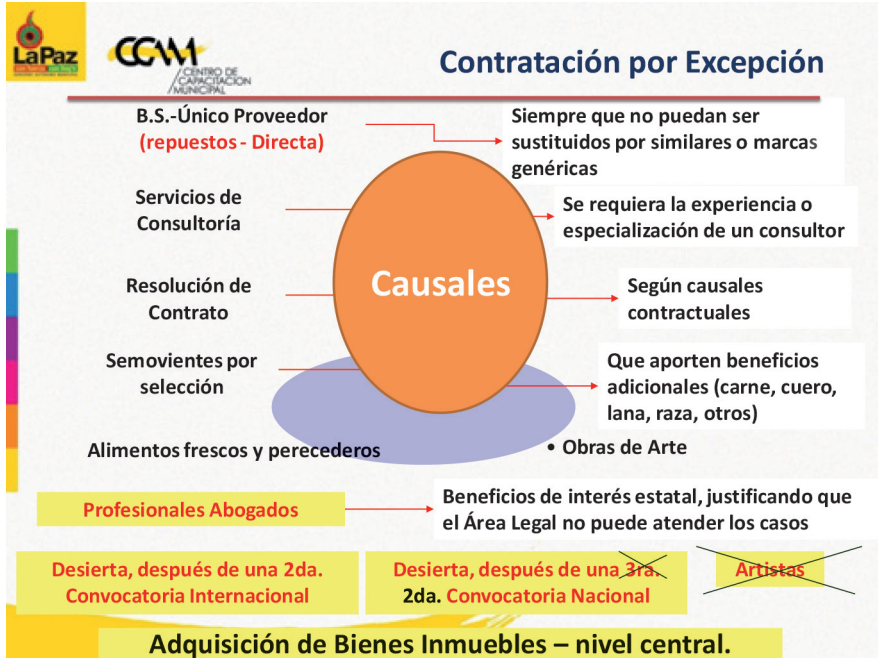 LaPaz
CCAM
CENTRO DE
CAPACITACION
MUNICIPAL
Contratación por Excepción
B.S.-Único Proveedor
(repuestos - Directa)
Siempre que no puedan ser
sustituidos por similares o marcas
genéricas
Servicios de
Consultoría
Se requiera la experiencia o
especialización de un consultor
Causales
Resolución de
Contrato
Según causales
contractuales
Semovientes por
selección
Que aporten beneficios
adicionales (carne, cuero,
lana, raza, otros)
Alimentos frescos y perecederos
• Obras de Arte
Profesionales Abogados
Beneficios de interés estatal, justificando que
el Área Legal no puede atender los casos
Desierta, después de una 2da.
Convocatoria Internacional
Desierta, después de una 3ra.
2da. Convocatoria Nacional
Artistas
Adquisición de Bienes Inmuebles – nivel central.